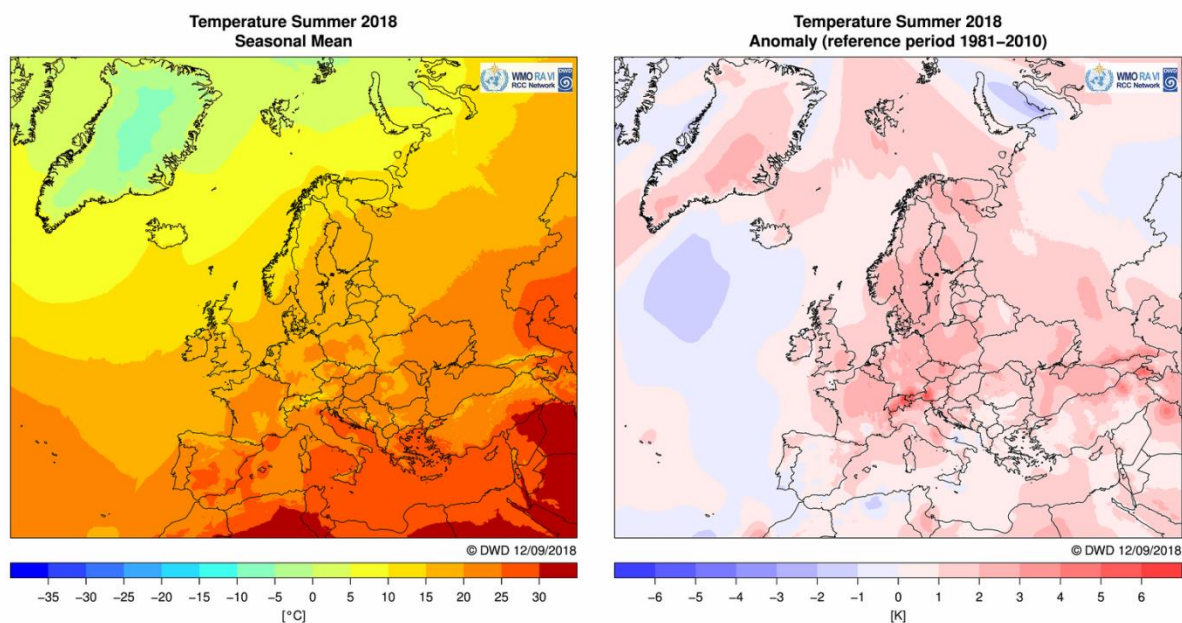 Temperature Summer 2018
Seasonal Mean
WMO RA VI
RCC Network
DWD
© DWD 12/09/2018
−35 −30 −25 −20 −15 −10 −5 0 5 10 15 20 25 30
[°C]
Temperature Summer 2018
Anomaly (reference period 1981−2010)
WMO RA VI
RCC Network
DWD
© DWD 12/09/2018
−6 −5 −4 −3 −2 −1 0 1 2 3 4 5 6
[K]